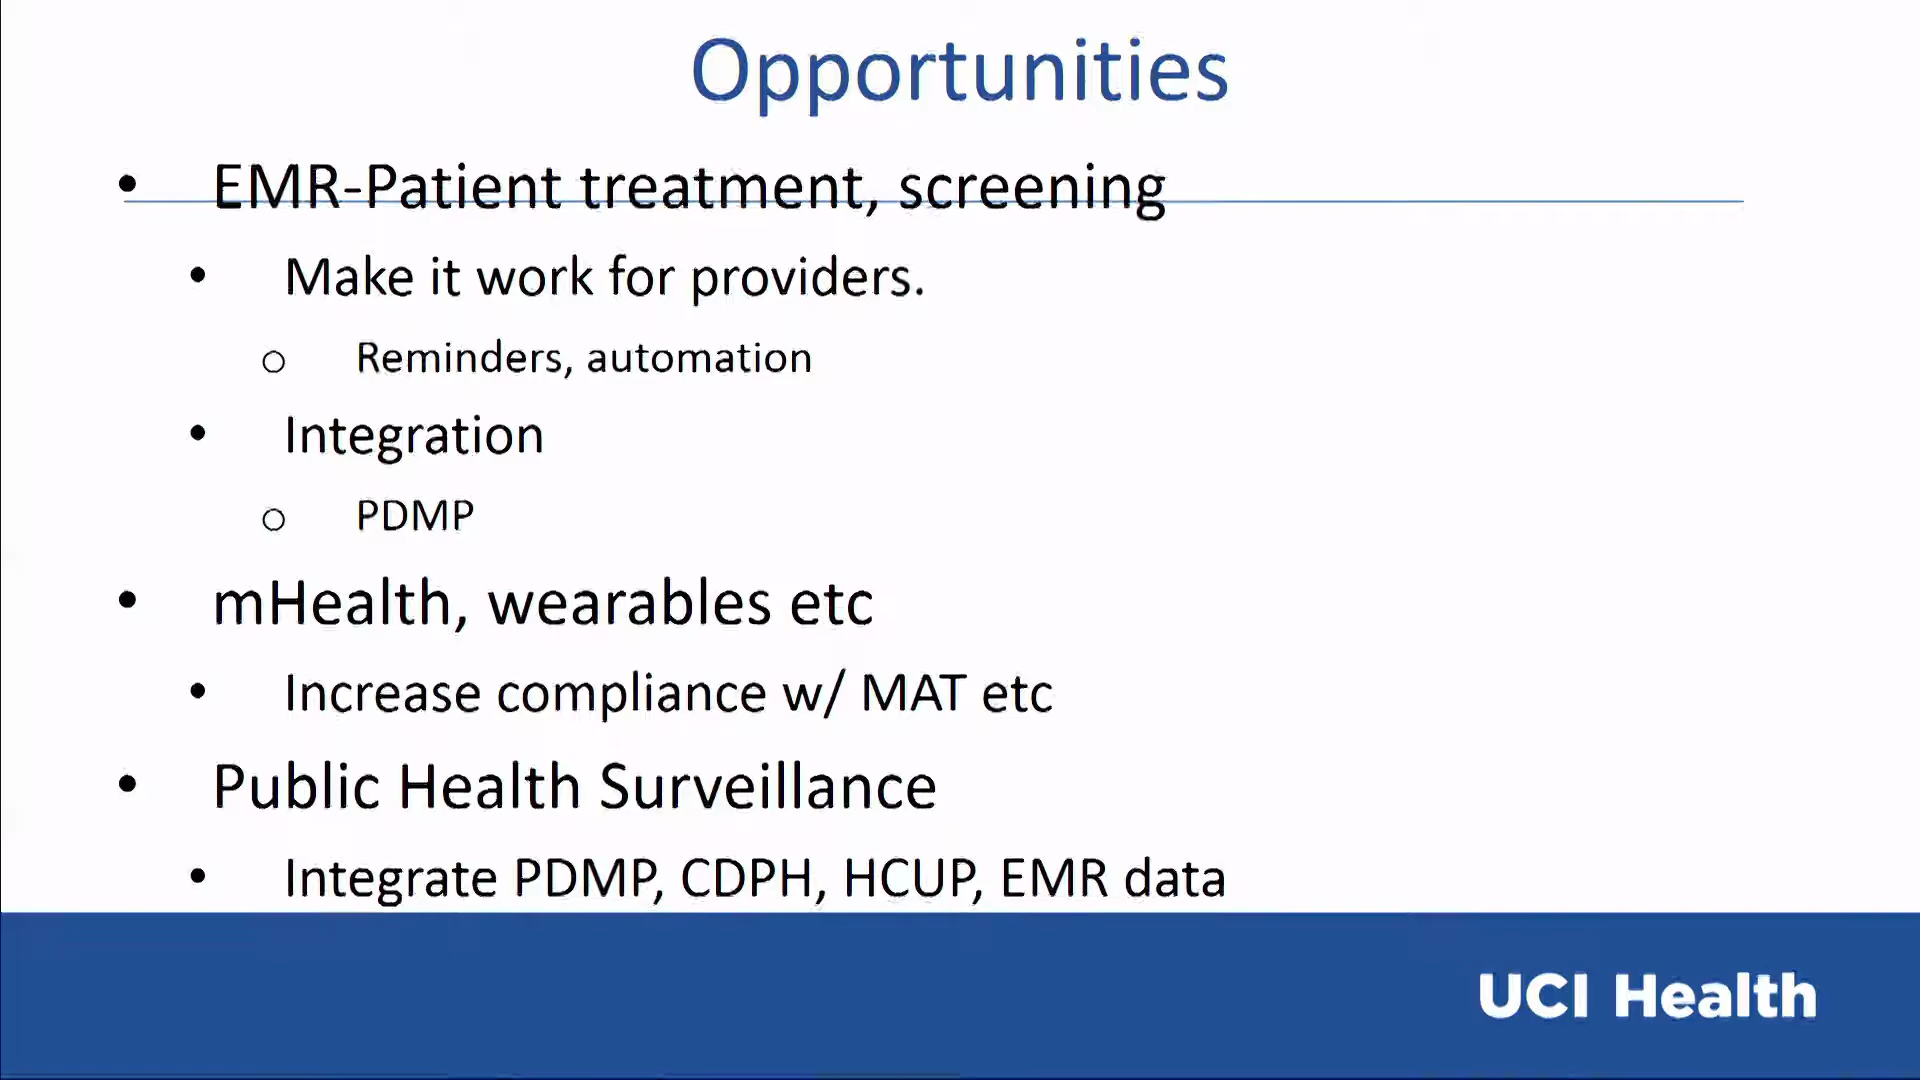 Opportunities
• EMR-Patient treatment, screening
• Make it work for providers.
o Reminders, automation
• Integration
o PDMP
• mHealth, wearables etc
• Increase compliance w/ MAT etc
• Public Health Surveillance
• Integrate PDMP, CDPH, HCUP, EMR data
UCI Health